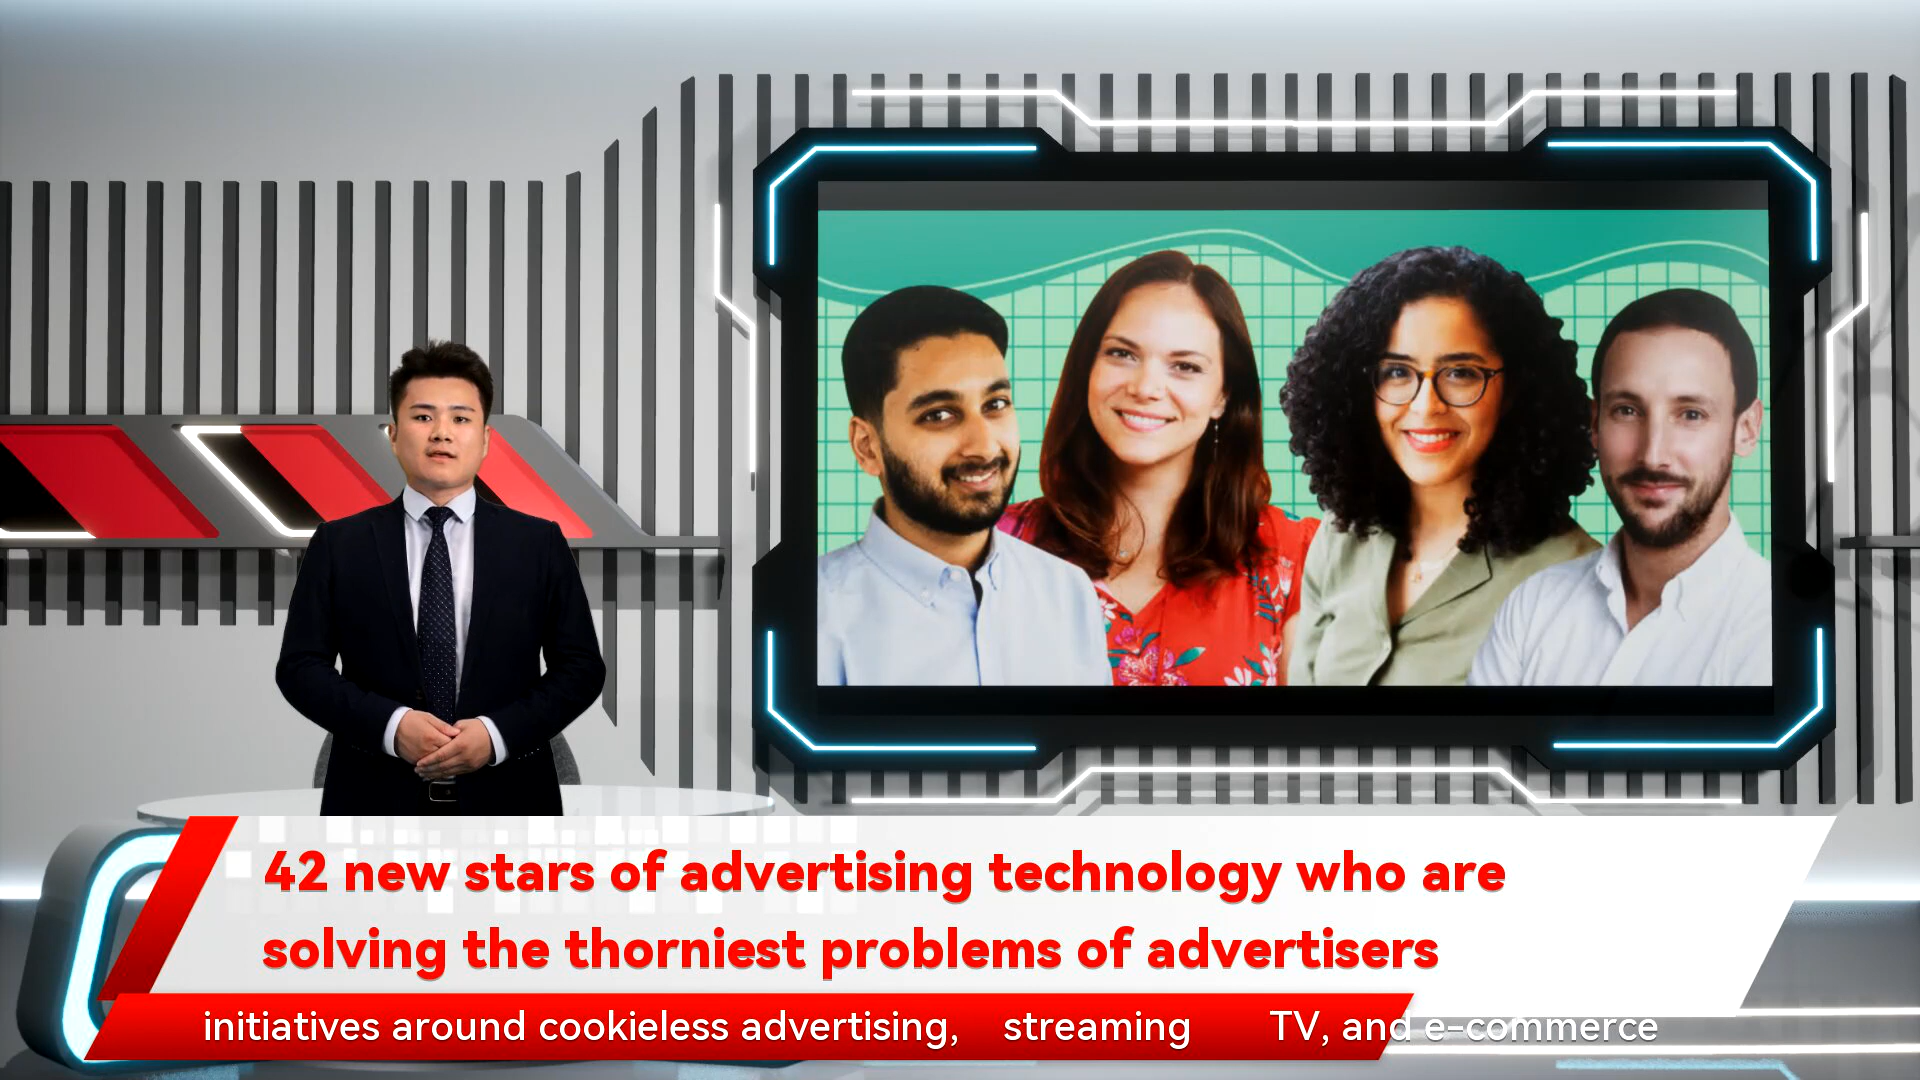 42 new stars of advertising technology who are
solving the thorniest problems of advertisers
initiatives around cookieless advertising, streaming TV, and e-commerce